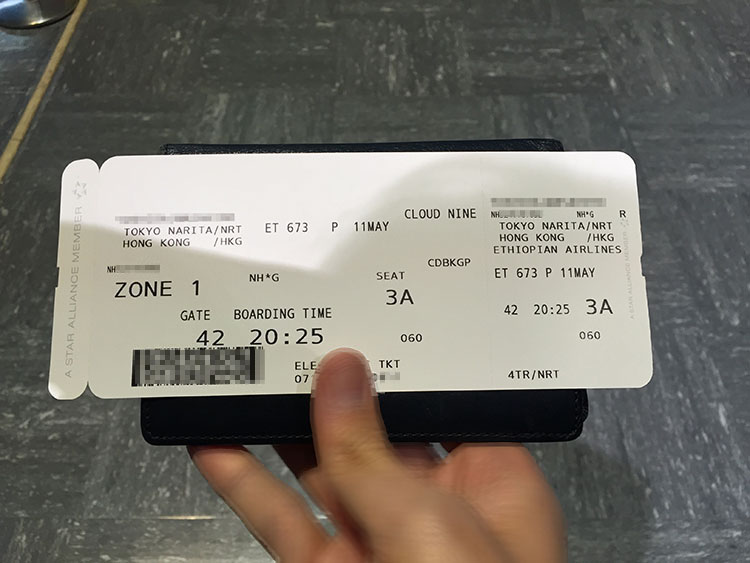 A STAR ALLIANCE MEMBER
CLOUD NINE
TOKYO NARITA/NRT ET 673 P 11MAY
HONG KONG /HKG
CDBKGP
NH
NH*G
SEAT
ZONE 1
3A
GATE BOARDING TIME
42 20:25
060
ELE TKT
07
NH NH*G R
TOKYO NARITA/NRT
HONG KONG /HKG
ETHIOPIAN AIRLINES
ET 673 P 11MAY
42 20:25 3A
060
4TR/NRT
A STAR ALLIANCE MEMBER